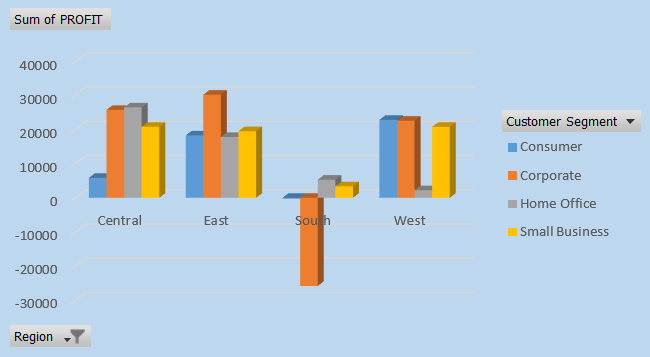 Sum of PROFIT
40000
30000
20000
10000
0
-10000
-20000
-30000
Central East South West
Customer Segment
Consumer
Corporate
Home Office
Small Business
Region